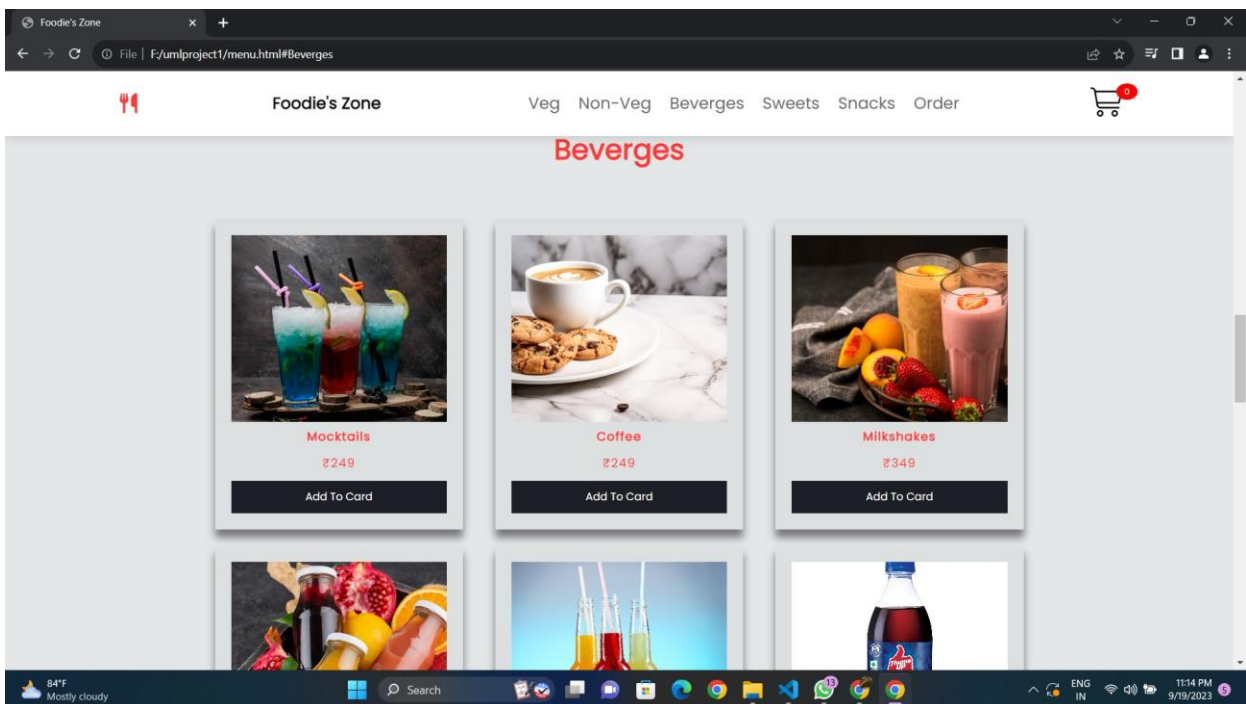 Foodie's Zone
File | F:/umlproject1/menu.html#Beverges
Foodie's Zone Veg Non-Veg Beverges Sweets Snacks Order 0
Beverges
Mocktails Coffee Milkshakes
₹249 ₹249 ₹349
Add To Card Add To Card Add To Card
84°F
Mostly cloudy
Search
13
ENG
IN
11:14 PM
9/19/2023
5